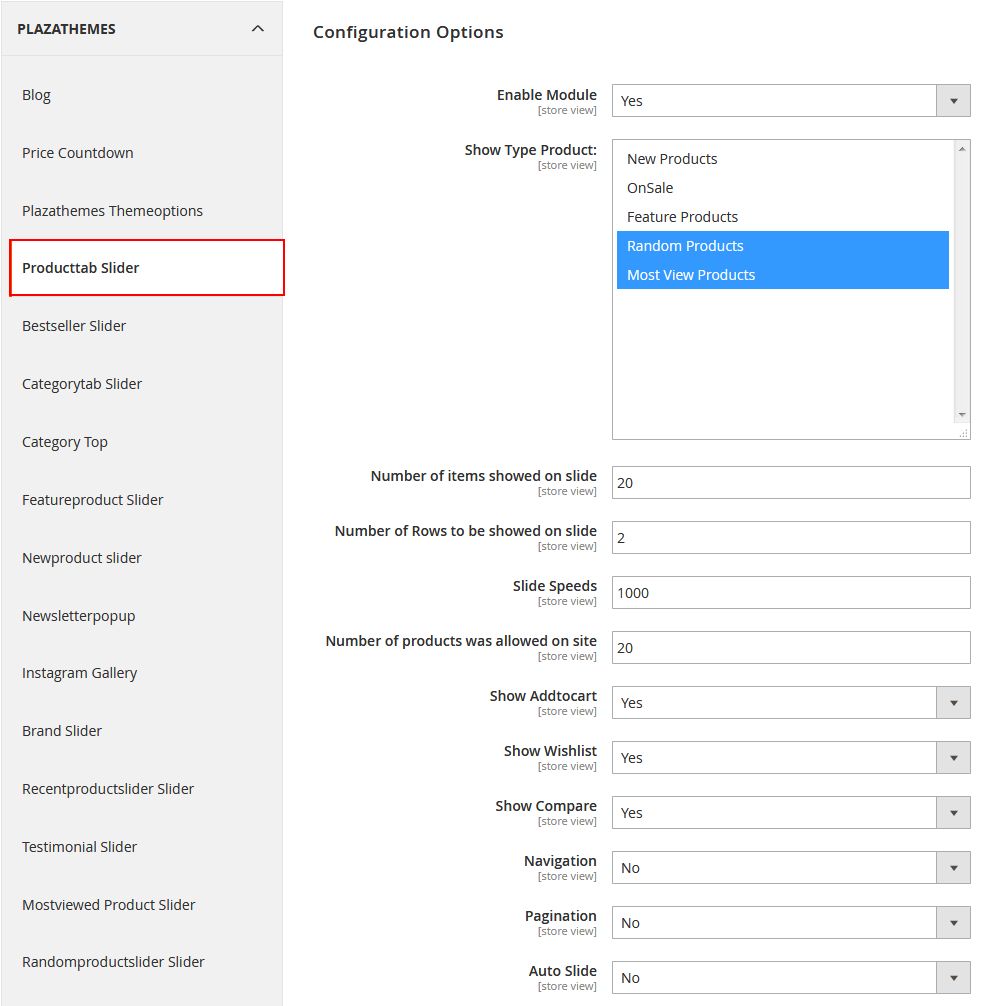 PLAZATHEMES
Blog
Price Countdown
Plazathemes Themeoptions
Producttab Slider
Bestseller Slider
Categorytab Slider
Category Top
Featureproduct Slider
Newproduct slider
Newsletterpopup
Instagram Gallery
Brand Slider
Recentproductslider Slider
Testimonial Slider
Mostviewed Product Slider
Randomproductslider Slider
Configuration Options
Enable Module
[store view]
Yes
Show Type Product:
[store view]
New Products
OnSale
Feature Products
Random Products
Most View Products
Number of items showed on slide
[store view]
20
Number of Rows to be showed on slide
[store view]
2
Slide Speeds
[store view]
1000
Number of products was allowed on site
[store view]
20
Show Addtocart
[store view]
Yes
Show Wishlist
[store view]
Yes
Show Compare
[store view]
Yes
Navigation
[store view]
No
Pagination
[store view]
No
Auto Slide
[store view]
No